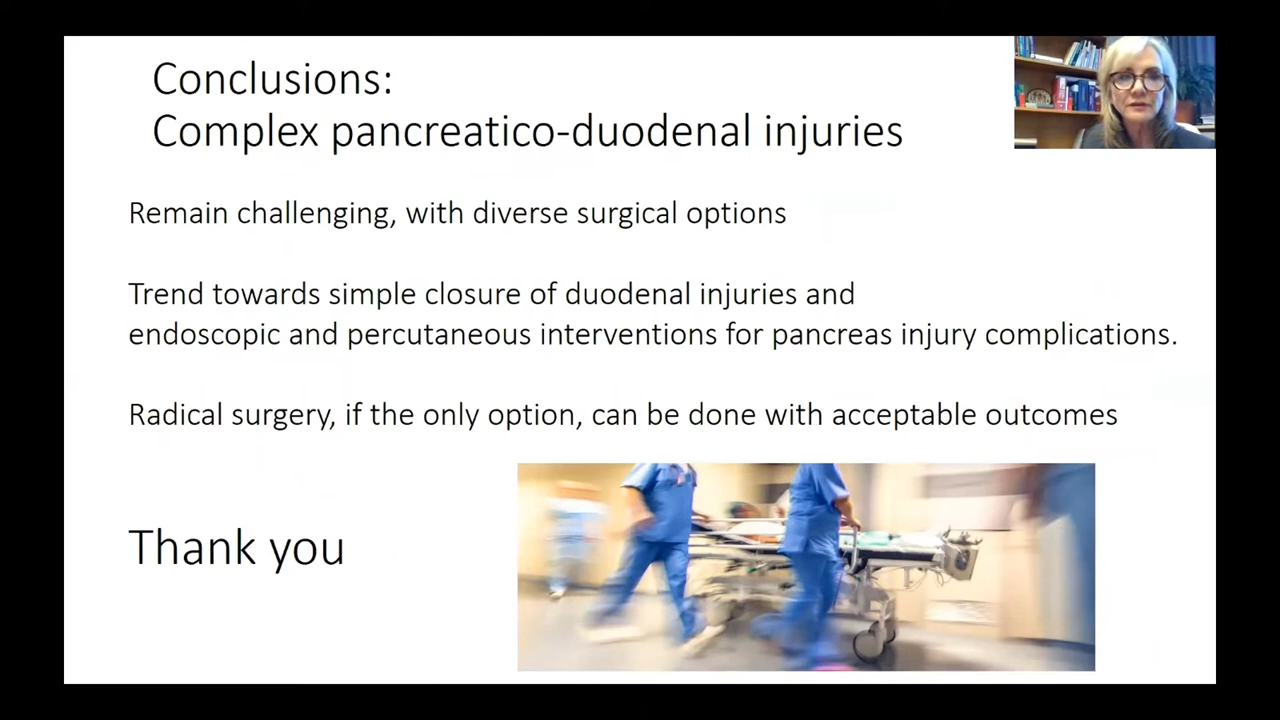 Conclusions:
Complex pancreatico-duodenal injuries
Remain challenging, with diverse surgical options
Trend towards simple closure of duodenal injuries and
endoscopic and percutaneous interventions for pancreas injury complications.
Radical surgery, if the only option, can be done with acceptable outcomes
Thank you